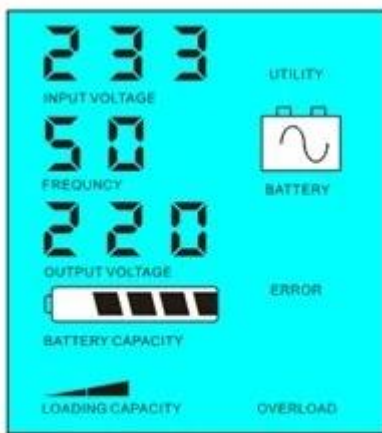 233
UTILITY
INPUT VOLTAGE
50
FREQUNCY
BATTERY
220
OUTPUT VOLTAGE
ERROR
BATTERY CAPACITY
LOADING CAPACITY
OVERLOAD